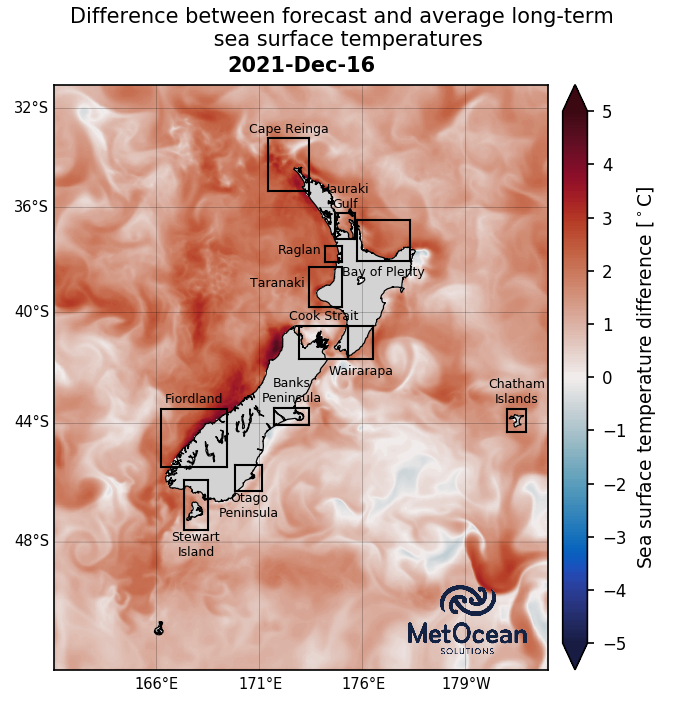 Difference between forecast and average long-term
sea surface temperatures
2021-Dec-16
32°S
36°S
40°S
44°S
48°S
Cape Reinga
Hauraki
Gulf
Raglan
Bay of Plenty
Taranaki
Cook Strait
Wairarapa
Banks
Peninsula
Chatham
Islands
Fiordland
Otago
Peninsula
Stewart
Island
MetOcean
SOLUTIONS
166°E
171°E
176°E
179°W
5
4
3
2
1
0
−1
−2
−3
−4
−5
Sea surface temperature difference [°C]